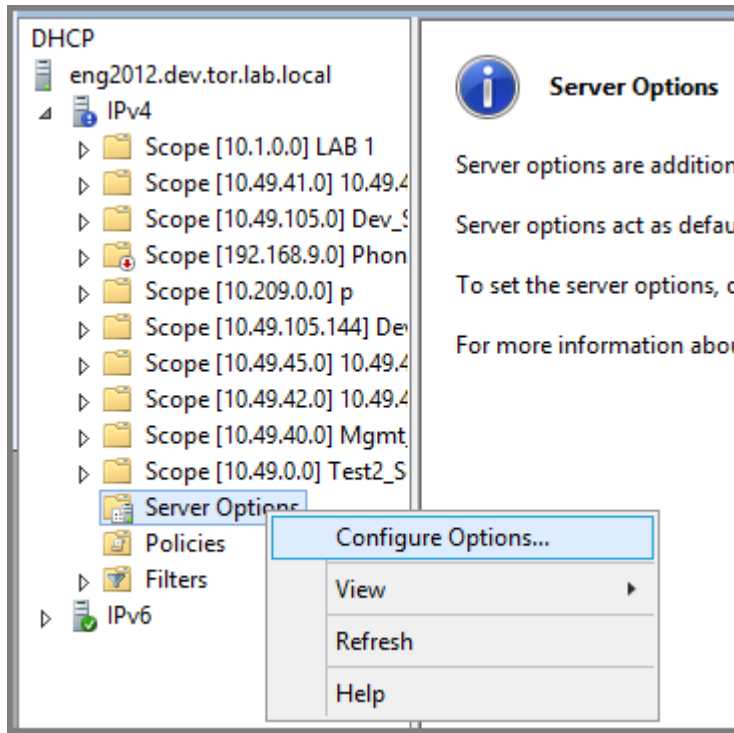 DHCP
eng2012.dev.tor.lab.local
IPv4
Scope [10.1.0.0] LAB 1
Scope [10.49.41.0] 10.49.4
Scope [10.49.105.0] Dev_S
Scope [192.168.9.0] Phon
Scope [10.209.0.0] p
Scope [10.49.105.144] De
Scope [10.49.45.0] 10.49.4
Scope [10.49.42.0] 10.49.4
Scope [10.49.40.0] Mgmt_
Scope [10.49.0.0] Test2_S
Server Options
Policies
Filters
IPv6
Configure Options...
View
Refresh
Help
Server Options
Server options are addition
Server options act as defau
To set the server options, c
For more information abou